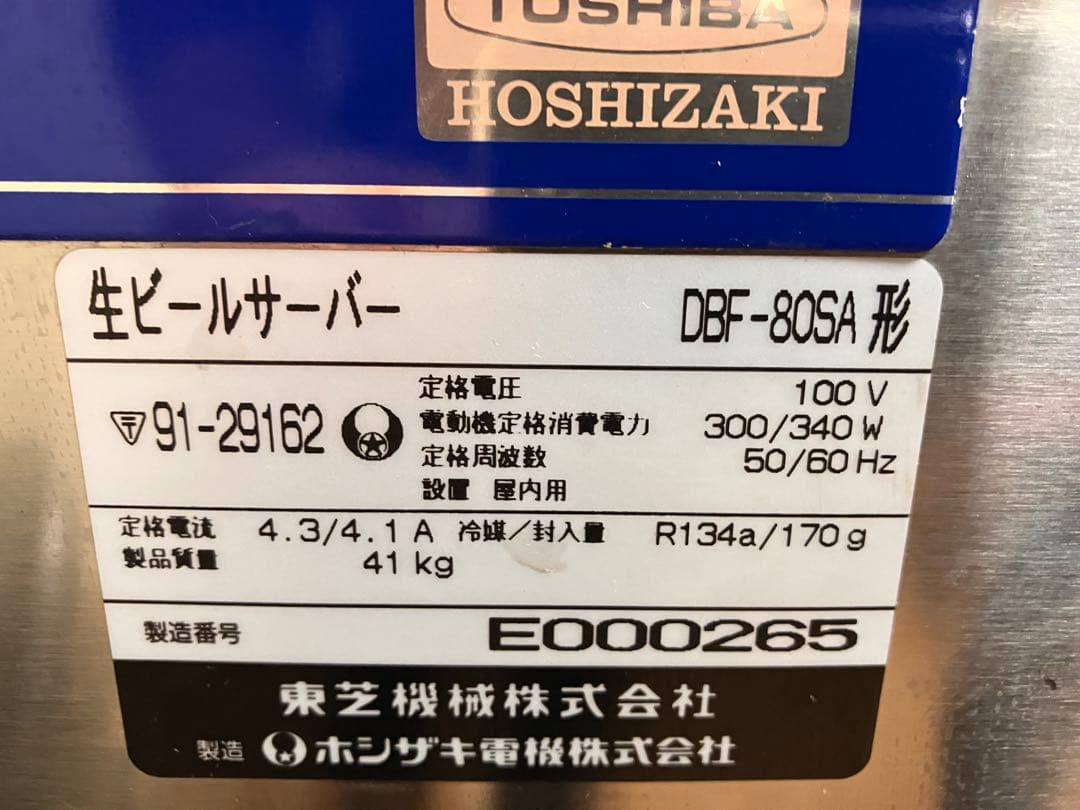 TOSHIBA
HOSHIZAKI
生ビールサーバー DBF-80SA 形
〒91-29162
定格電圧 100 V
電動機定格消費電力 300/340 W
定格周波数 50/60 Hz
設置 屋内用
定格電流 4.3/4.1 A 冷媒/封入量 R134a/170 g
製品質量 41 kg
製造番号 E000265
東芝機械株式会社
製造 ホシザキ電機株式会社